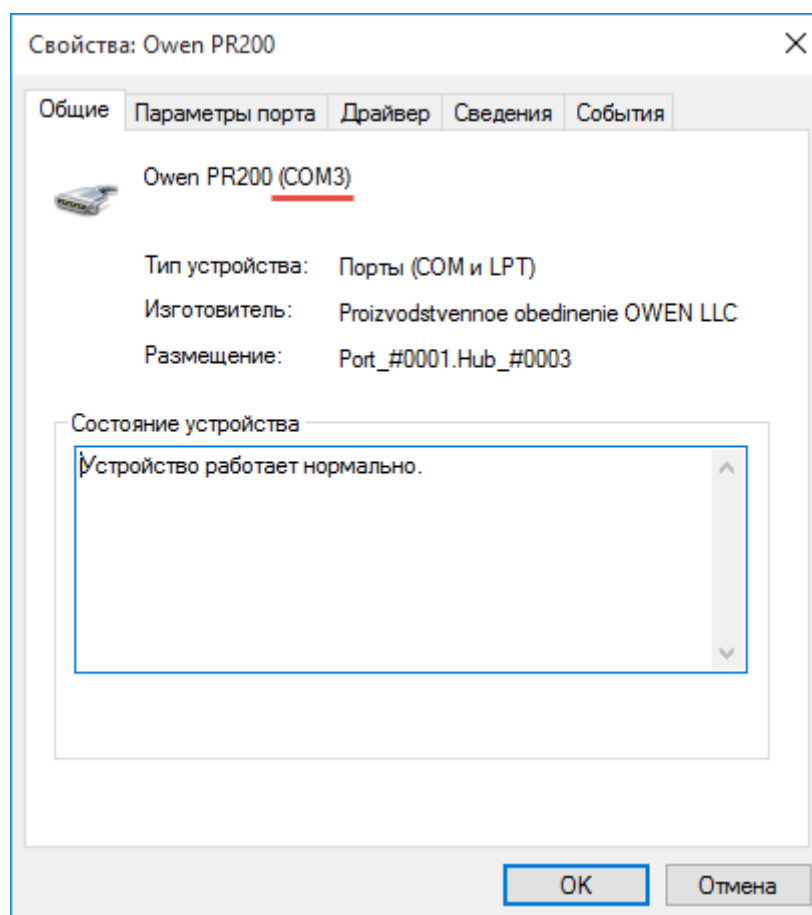 Свойства: Owen PR200
Общие Параметры порта Драйвер Сведения События
Owen PR200 (COM3)
Тип устройства: Порты (COM и LPT)
Изготовитель: Proizvodstvennoe obedinenie OWEN LLC
Размещение: Port_#0001.Hub_#0003
Состояние устройства
Устройство работает нормально.
OK Отмена